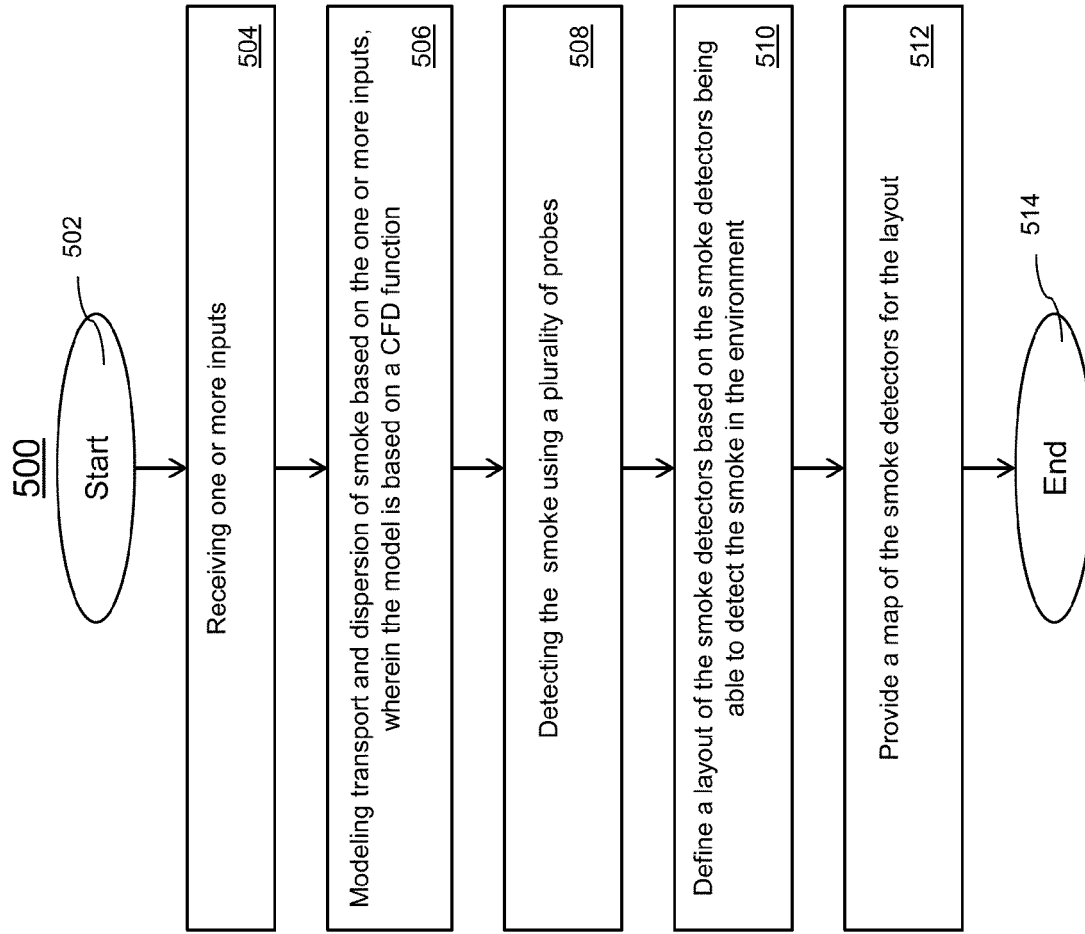 500
Start
502
Receiving one or more inputs
504
Modeling transport and dispersion of smoke based on the one or more inputs,
wherein the model is based on a CFD function
506
Detecting the smoke using a plurality of probes
508
Define a layout of the smoke detectors based on the smoke detectors being
able to detect the smoke in the environment
510
Provide a map of the smoke detectors for the layout
512
End
514